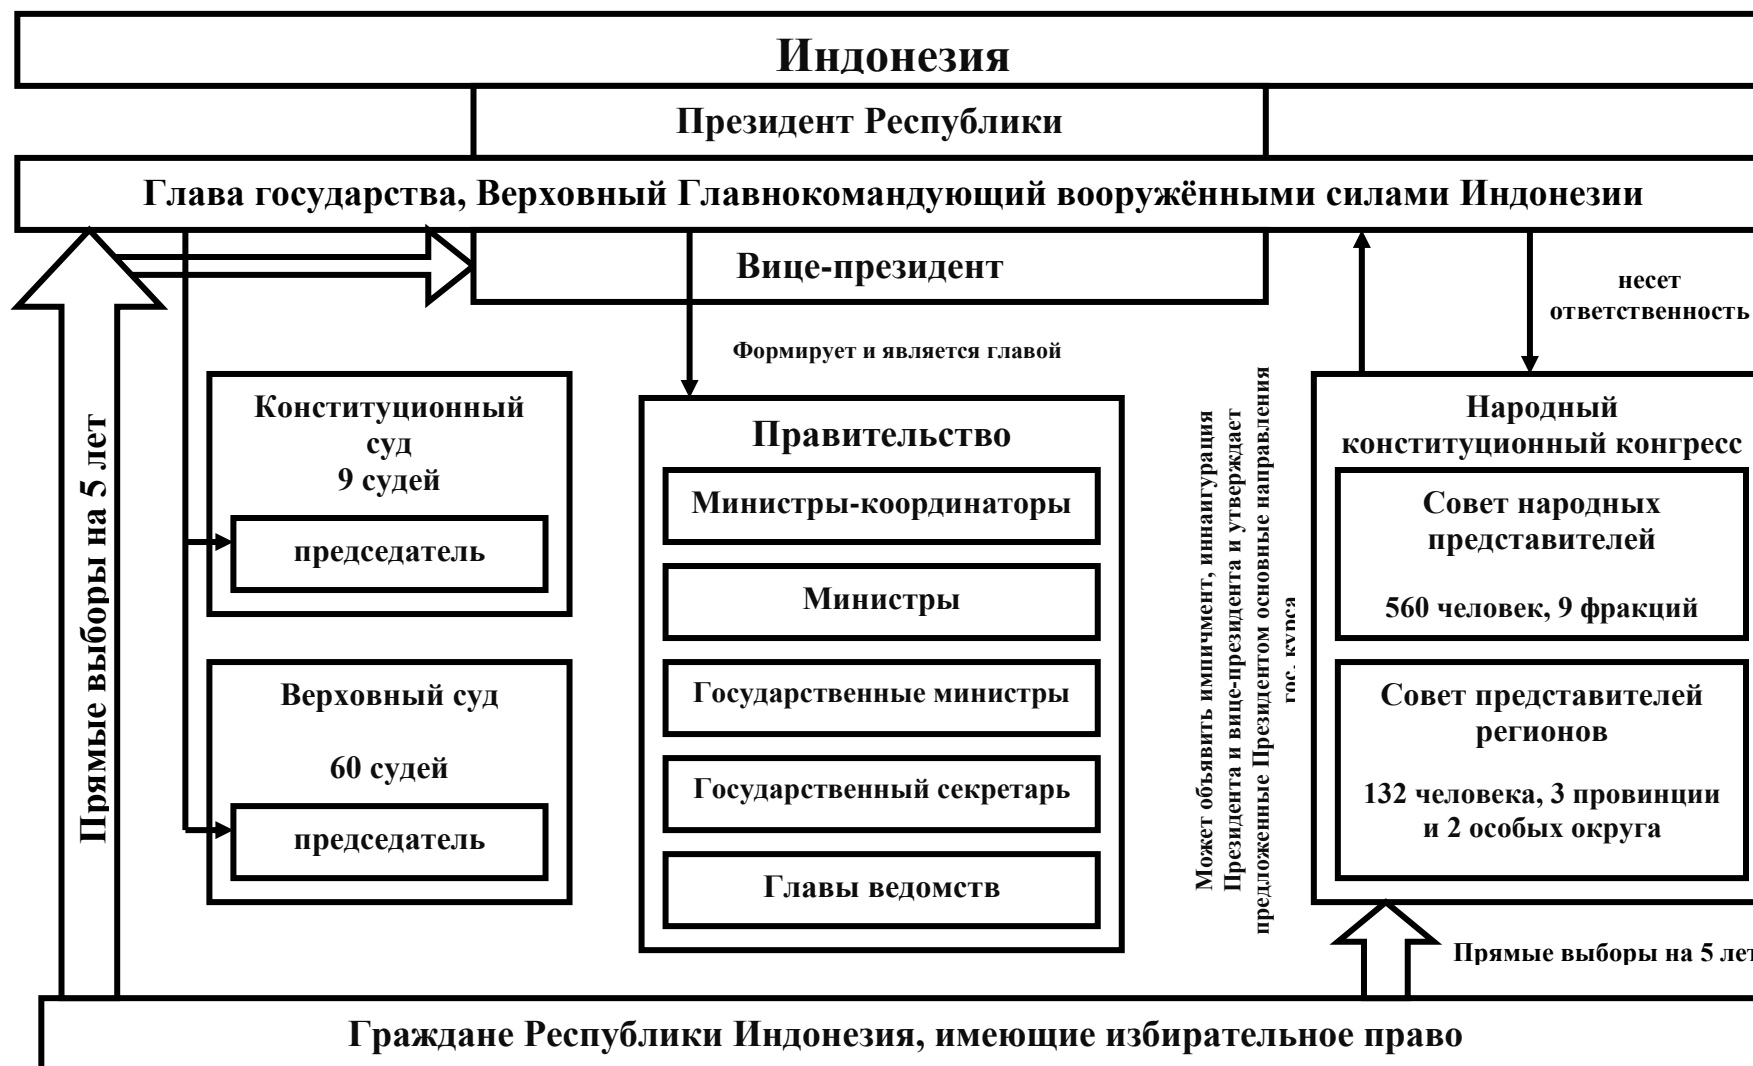 Индонезия
Президент Республики
Глава государства, Верховный Главнокомандующий вооружёнными силами Индонезии
Вице-президент
несет
ответственность
Формирует и является главой
Прямые выборы на 5 лет
Конституционный
суд
9 судей
председатель
Верховный суд
60 судей
председатель
Правительство
Министры-координаторы
Министры
Государственные министры
Государственный секретарь
Главы ведомств
Может объявить импичмент, иннаигурация
Президента и вице-президента и утверждает
предложенные Президентом основные направления
гос. курса
Народный
конституционный конгресс
Совет народных
представителей
560 человек, 9 фракций
Совет представителей
регионов
132 человека, 3 провинции
и 2 особых округа
Прямые выборы на 5 лет
Граждане Республики Индонезия, имеющие избирательное право